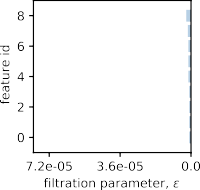 feature id
8
6
4
2
0
7.2e-05 3.6e-05 0.0
filtration parameter, ε